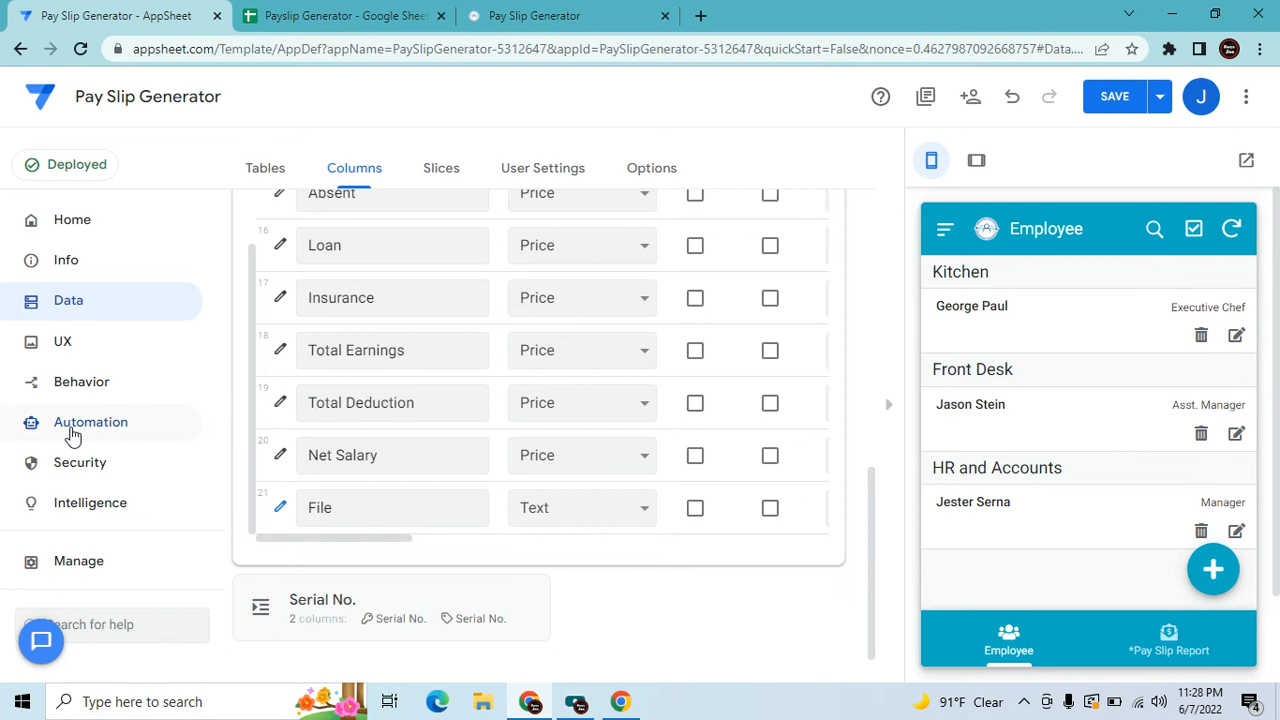 Pay Slip Generator - AppSheet
Payslip Generator - Google Sheet
Pay Slip Generator
appsheet.com/Template/AppDef?appName=PaySlipGenerator-5312647&appId=PaySlipGenerator-5312647&quickStart=False&nonce=0.4627987092668757#Data....
Pay Slip Generator
SAVE
J
Deployed
Tables
Columns
Slices
User Settings
Options
Home
Info
Data
UX
Behavior
Automation
Security
Intelligence
Manage
earch for help
Absent
Price
16
Loan
Price
17
Insurance
Price
18
Total Earnings
Price
19
Total Deduction
Price
20
Net Salary
Price
21
File
Text
Serial No.
2 columns: Serial No. Serial No.
Employee
Kitchen
George Paul
Executive Chef
Front Desk
Jason Stein
Asst. Manager
HR and Accounts
Jester Serna
Manager
Employee
*Pay Slip Report
Type here to search
91°F Clear
11:28 PM
6/7/2022
4